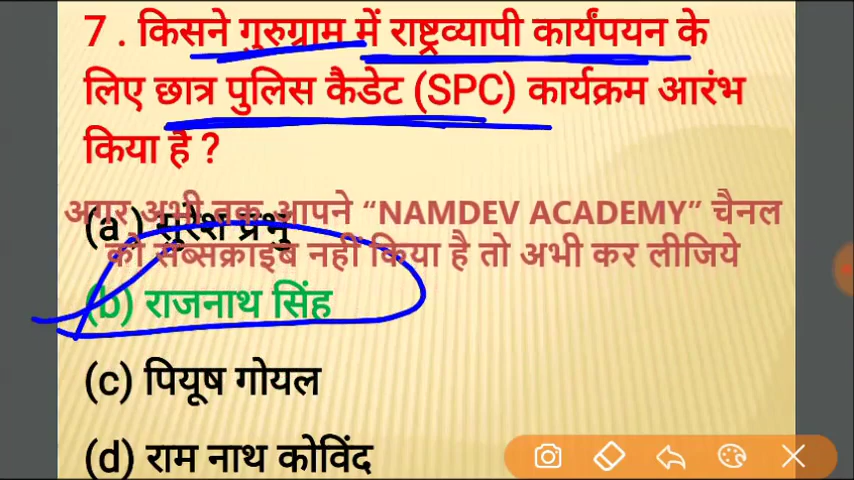 7 . किसने गुरुग्राम में राष्ट्रव्यापी कार्यंपयन के
लिए छात्र पुलिस कैडेट (SPC) कार्यक्रम आरंभ
किया है ?
अगर अभी तक आपने “NAMDEV ACADEMY” चैनल
(a ) सुरेश प्रभु
को सब्सक्राइब नहीं किया है तो अभी कर लीजिये
(b) राजनाथ सिंह
(c) पियूष गोयल
(d) राम नाथ कोविंद